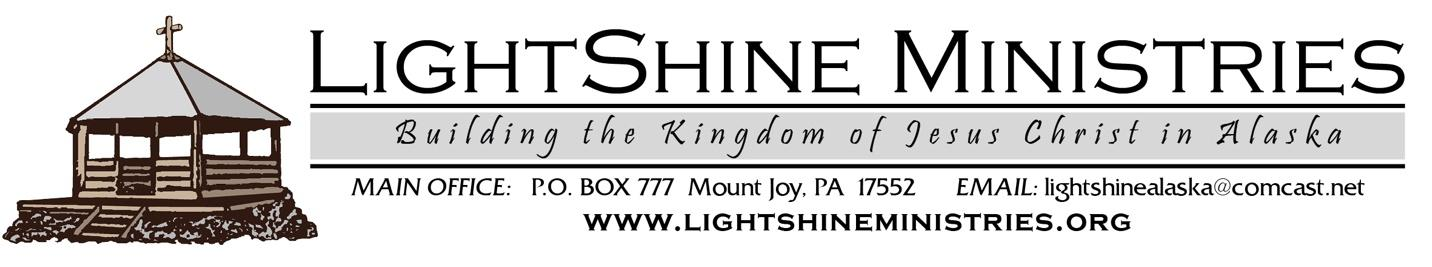 LIGHTSHINE MINISTRIES
Building the Kingdom of Jesus Christ in Alaska
MAIN OFFICE: P.O. BOX 777 Mount Joy, PA 17552 EMAIL: lightshinealaska@comcast.net
WWW.LIGHTSHINEMINISTRIES.ORG